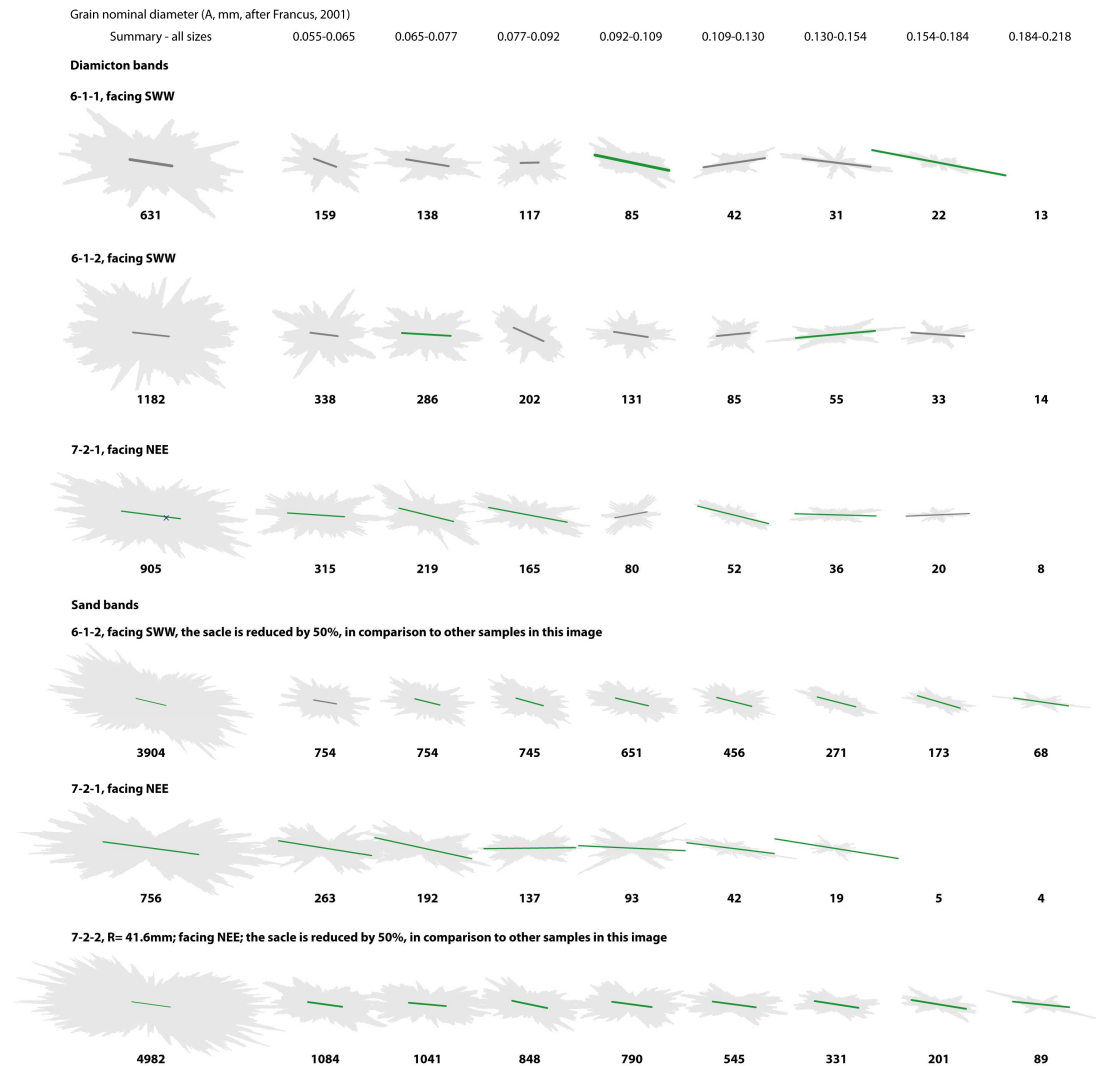 Grain nominal diameter (A, mm, after Francus, 2001)
Summary - all sizes 0.055-0.065 0.065-0.077 0.077-0.092 0.092-0.109 0.109-0.130 0.130-0.154 0.154-0.184 0.184-0.218
Diamicton bands
6-1-1, facing SWW
631 159 138 117 85 42 31 22 13
6-1-2, facing SWW
1182 338 286 202 131 85 55 33 14
7-2-1, facing NEE
905 315 219 165 80 52 36 20 8
Sand bands
6-1-2, facing SWW, the sacle is reduced by 50%, in comparison to other samples in this image
3904 754 754 745 651 456 271 173 68
7-2-1, facing NEE
756 263 192 137 93 42 19 5 4
7-2-2, R= 41.6mm; facing NEE; the sacle is reduced by 50%, in comparison to other samples in this image
4982 1084 1041 848 790 545 331 201 89